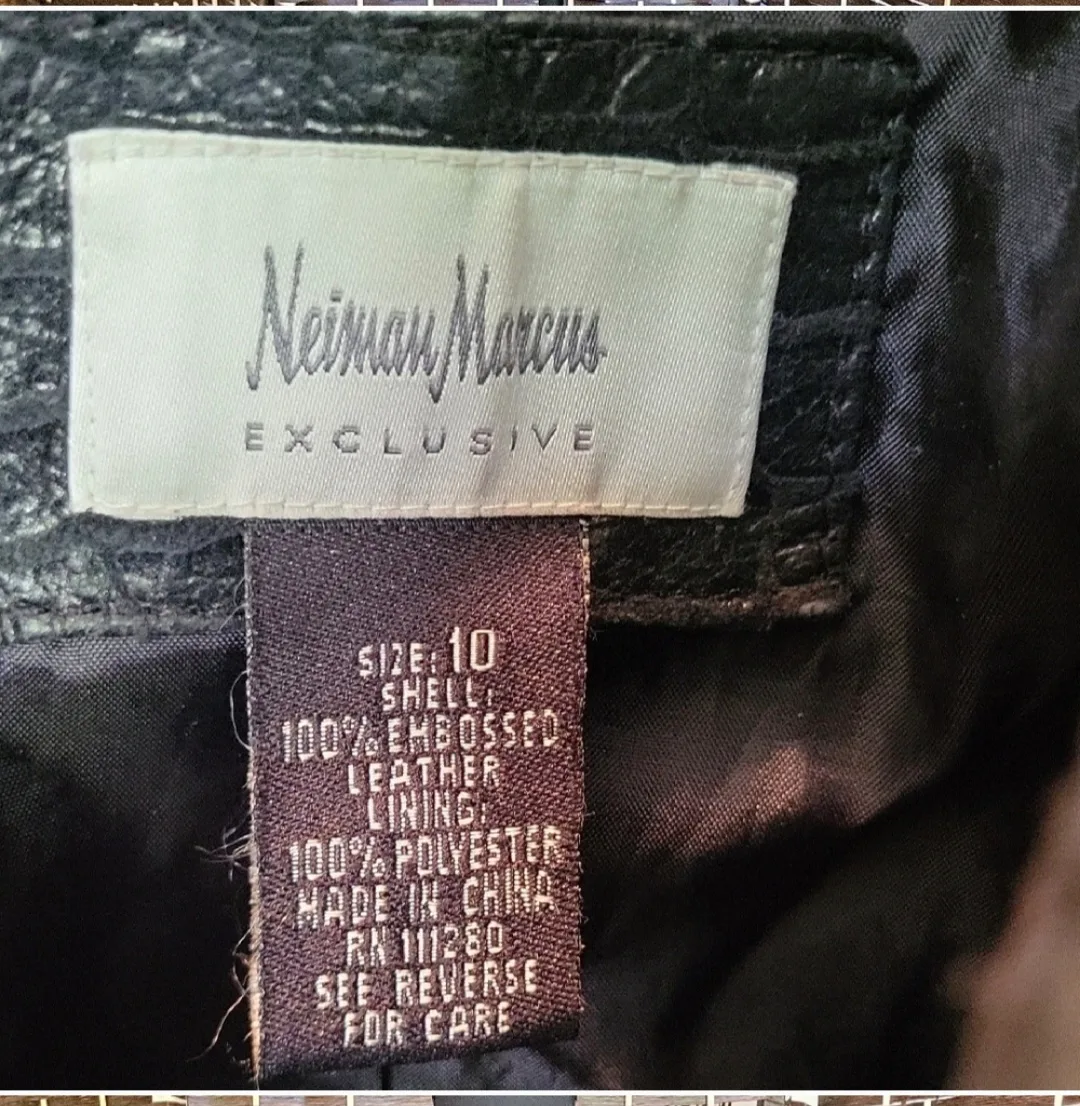 Neiman Marcus
EXCLUSIVE
SIZE: 10
SHELL:
100% EMBOSSED
LEATHER
LINING:
100% POLYESTER
MADE IN CHINA
RN 111280
SEE REVERSE
FOR CARE